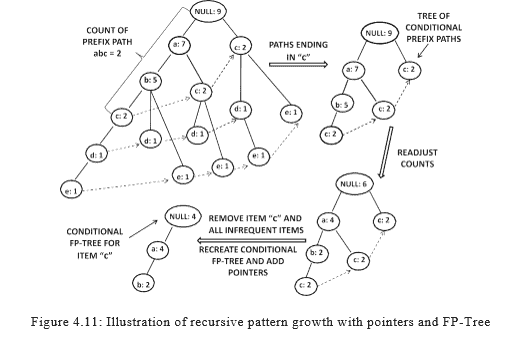 NULL: 9
COUNT OF
PREFIX PATH
abc = 2
a: 7
c: 2
PATHS ENDING
IN "c"
b: 5
c: 2
c: 2
d: 1
e: 1
d: 1
d: 1
d: 1
e: 1
e: 1
e: 1
e: 1
TREE OF
CONDITIONAL
PREFIX PATHS
NULL: 9
a: 7
c: 2
b: 5
c: 2
c: 2
READJUST
COUNTS
NULL: 6
a: 4
c: 2
b: 2
c: 2
c: 2
REMOVE ITEM "c" AND
ALL INFREQUENT ITEMS
RECREATE CONDITIONAL
FP-TREE AND ADD
POINTERS
NULL: 4
CONDITIONAL
FP-TREE FOR
ITEM "c"
a: 4
b: 2
Figure 4.11: Illustration of recursive pattern growth with pointers and FP-Tree